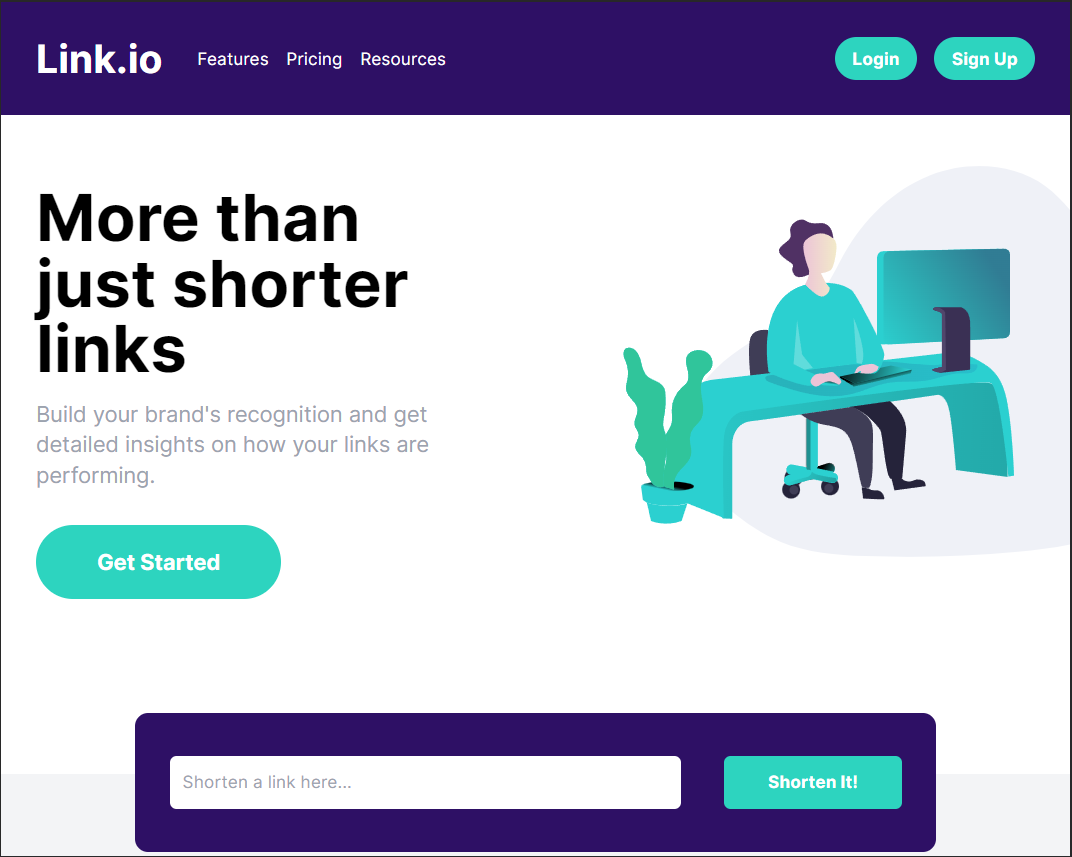 Link.io
Features Pricing Resources
Login Sign Up
More than
just shorter
links
Build your brand's recognition and get
detailed insights on how your links are
performing.
Get Started
Shorten a link here...
Shorten It!